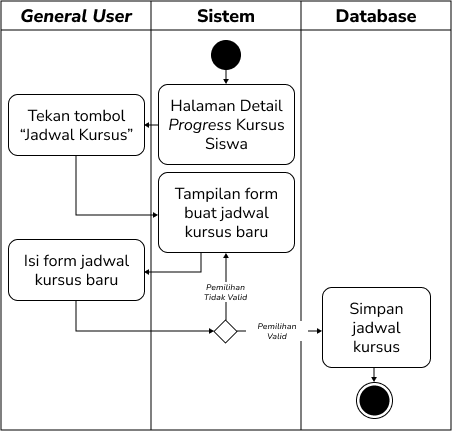 General User
Sistem
Database
Halaman Detail
Progress Kursus
Siswa
Tekan tombol
“Jadwal Kursus”
Tampilan form
buat jadwal
kursus baru
Isi form jadwal
kursus baru
Pemilihan
Tidak Valid
Pemilihan
Valid
Simpan
jadwal
kursus